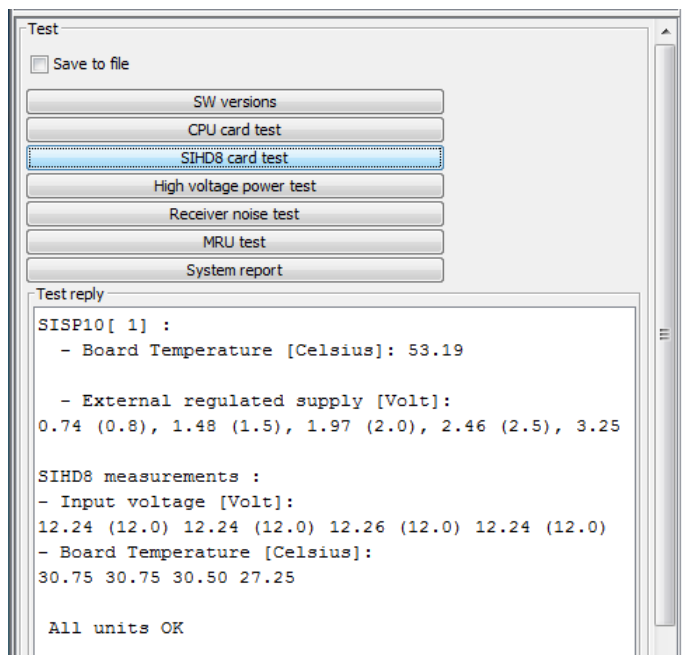 Test
Save to file
SW versions
CPU card test
SIHD8 card test
High voltage power test
Receiver noise test
MRU test
System report
Test reply
SISP10[ 1] :
- Board Temperature [Celsius]: 53.19
- External regulated supply [Volt]:
0.74 (0.8), 1.48 (1.5), 1.97 (2.0), 2.46 (2.5), 3.25
SIHD8 measurements :
- Input voltage [Volt]:
12.24 (12.0) 12.24 (12.0) 12.26 (12.0) 12.24 (12.0)
- Board Temperature [Celsius]:
30.75 30.75 30.50 27.25
All units OK